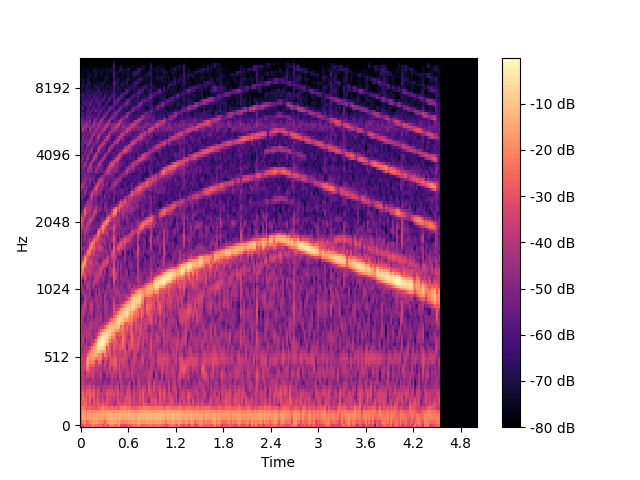 8192
4096
2048
1024
512
0
Hz
0 0.6 1.2 1.8 2.4 3 3.6 4.2 4.8
Time
-10 dB
-20 dB
-30 dB
-40 dB
-50 dB
-60 dB
-70 dB
-80 dB